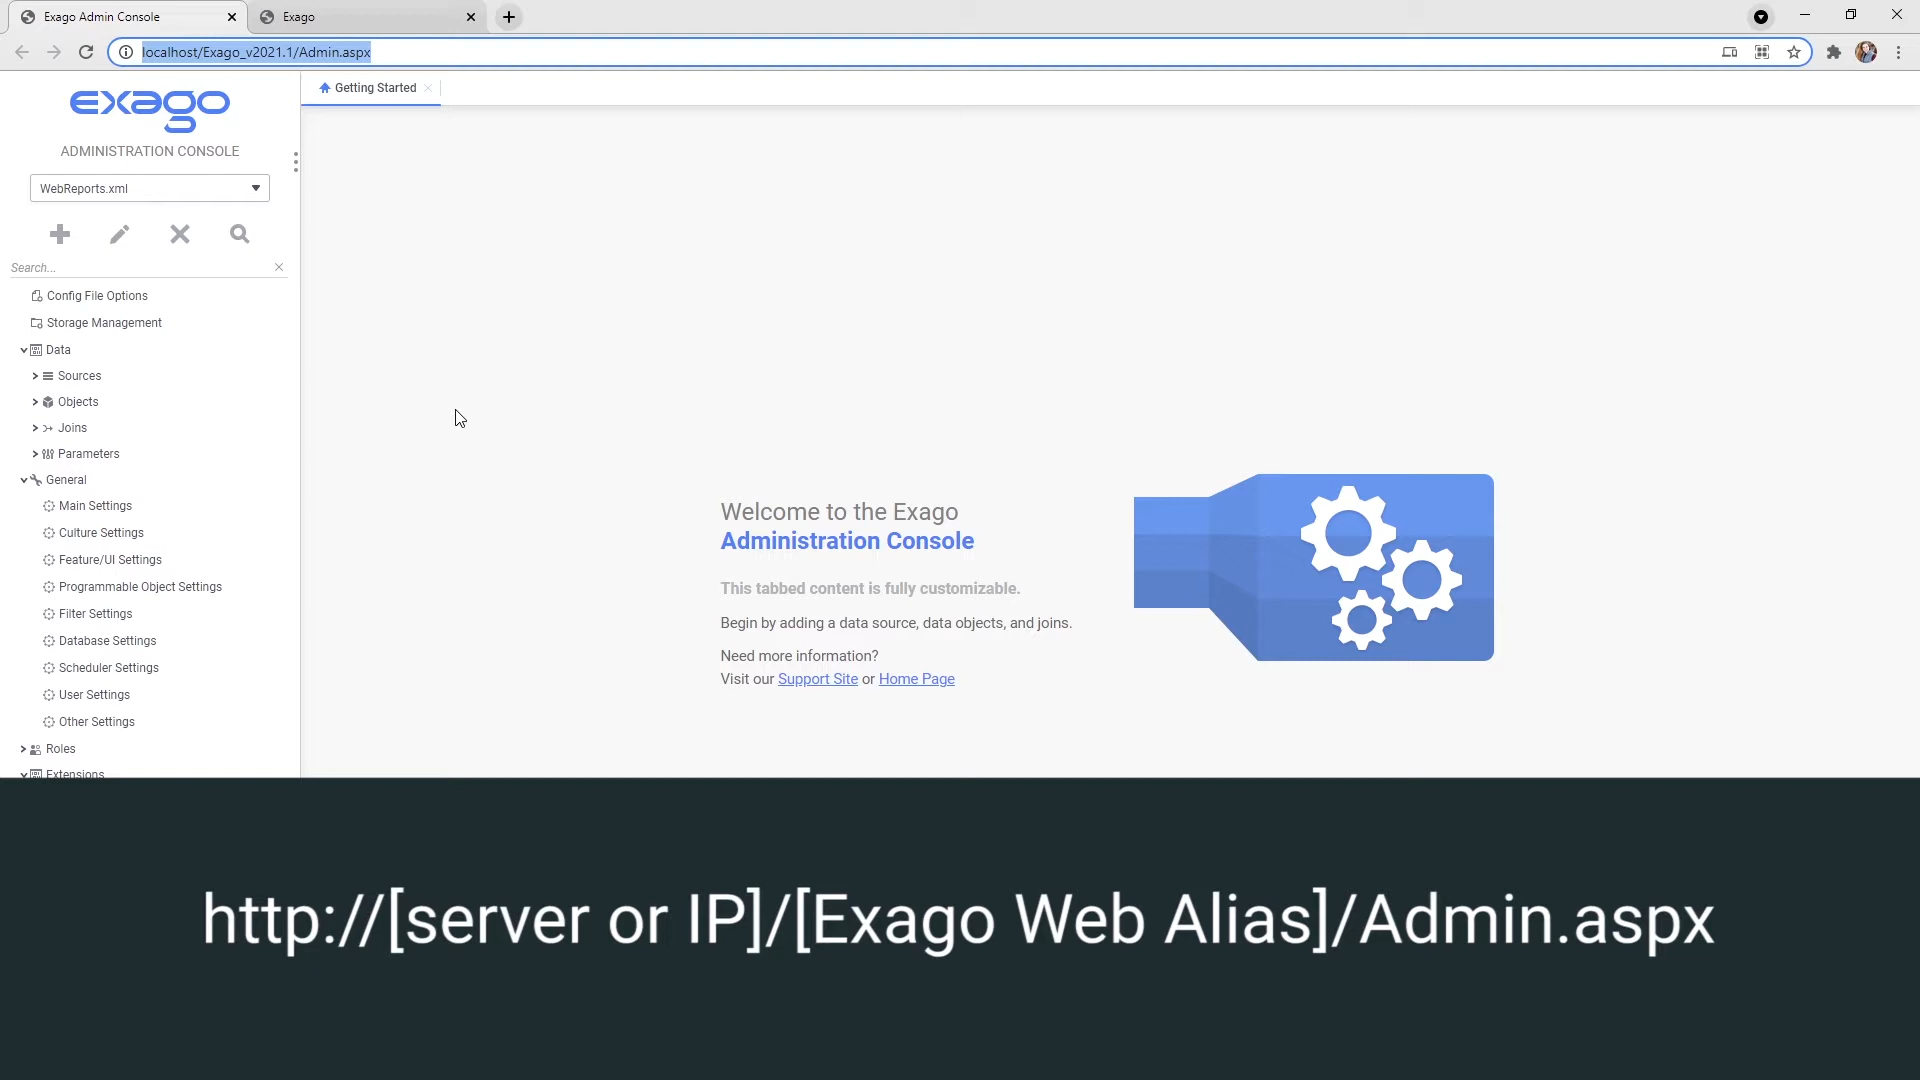 Exago Admin Console
Exago
localhost/Exago_v2021.1/Admin.aspx
Getting Started
exago
ADMINISTRATION CONSOLE
WebReports.xml
Search...
Config File Options
Storage Management
Data
Sources
Objects
Joins
Parameters
General
Main Settings
Culture Settings
Feature/UI Settings
Programmable Object Settings
Filter Settings
Database Settings
Scheduler Settings
User Settings
Other Settings
Roles
Extensions
Welcome to the Exago
Administration Console
This tabbed content is fully customizable.
Begin by adding a data source, data objects, and joins.
Need more information?
Visit our Support Site or Home Page
http://[server or IP]/[Exago Web Alias]/Admin.aspx